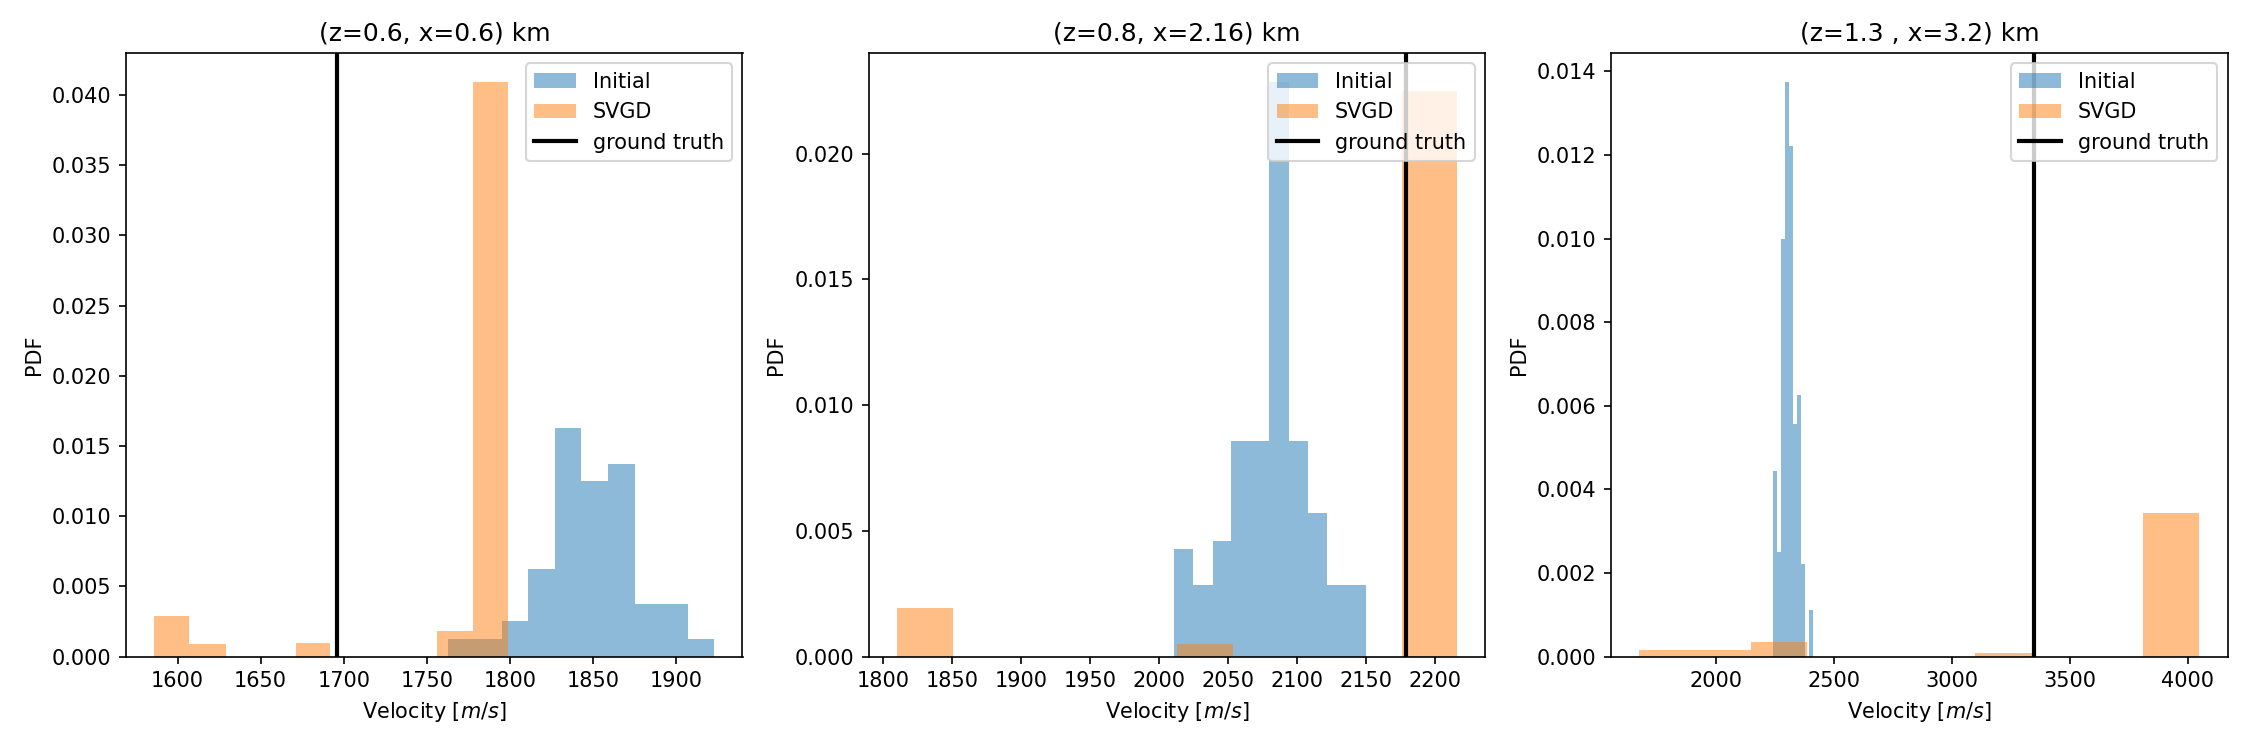 (z=0.6, x=0.6) km
PDF
0.040
0.035
0.030
0.025
0.020
0.015
0.010
0.005
0.000
Initial
SVGD
ground truth
1600 1650 1700 1750 1800 1850 1900
Velocity [m/s]
(z=0.8, x=2.16) km
PDF
0.020
0.015
0.010
0.005
0.000
Initial
SVGD
ground truth
1800 1850 1900 1950 2000 2050 2100 2150 2200
Velocity [m/s]
(z=1.3 , x=3.2) km
PDF
0.014
0.012
0.010
0.008
0.006
0.004
0.002
0.000
Initial
SVGD
ground truth
2000 2500 3000 3500 4000
Velocity [m/s]